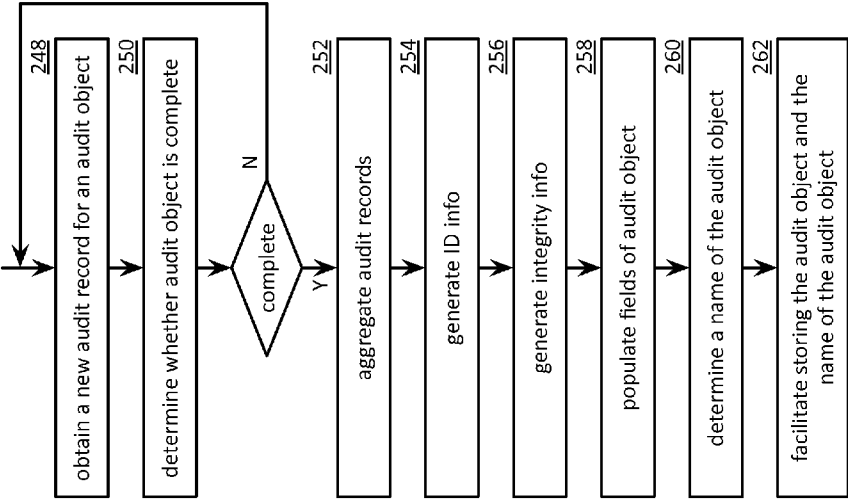 248
obtain a new audit record for an audit object
250
determine whether audit object is complete
complete
N
Y
252
aggregate audit records
254
generate ID info
256
generate integrity info
258
populate fields of audit object
260
determine a name of the audit object
262
facilitate storing the audit object and the
name of the audit object